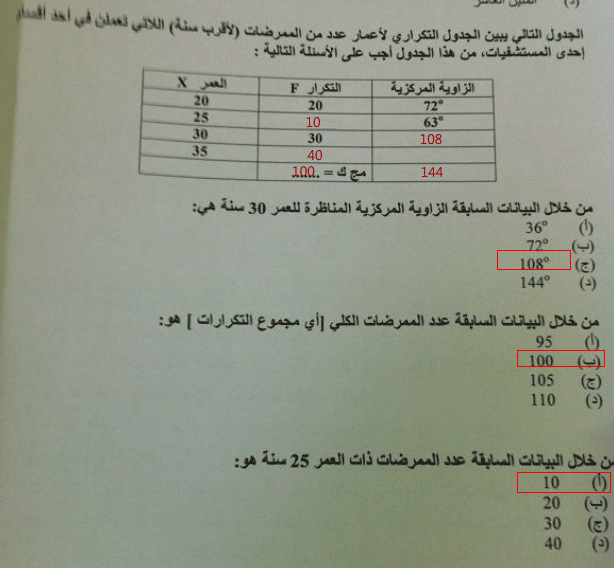 (د) المئين العاشر
الجدول التالي يبين الجدول التكراري لأعمار عدد من الممرضات (لأقرب سنة) اللائي تعملن في أحد أقسام
إحدى المستشفيات، من هذا الجدول أجب على الأسئلة التالية :
العمر X التكرار F الزاوية المركزية
20 20 72°
25 10 63°
30 30 108
35 40
مج ك = ...... 100 144
من خلال البيانات السابقة الزاوية المركزية المناظرة للعمر 30 سنة هي:
(أ) 36°
(ب) 72°
(ج) 108°
(د) 144°
من خلال البيانات السابقة عدد الممرضات الكلي [أي مجموع التكرارات ] هو:
(أ) 95
(ب) 100
(ج) 105
(د) 110
من خلال البيانات السابقة عدد الممرضات ذات العمر 25 سنة هو:
(أ) 10
(ب) 20
(ج) 30
(د) 40